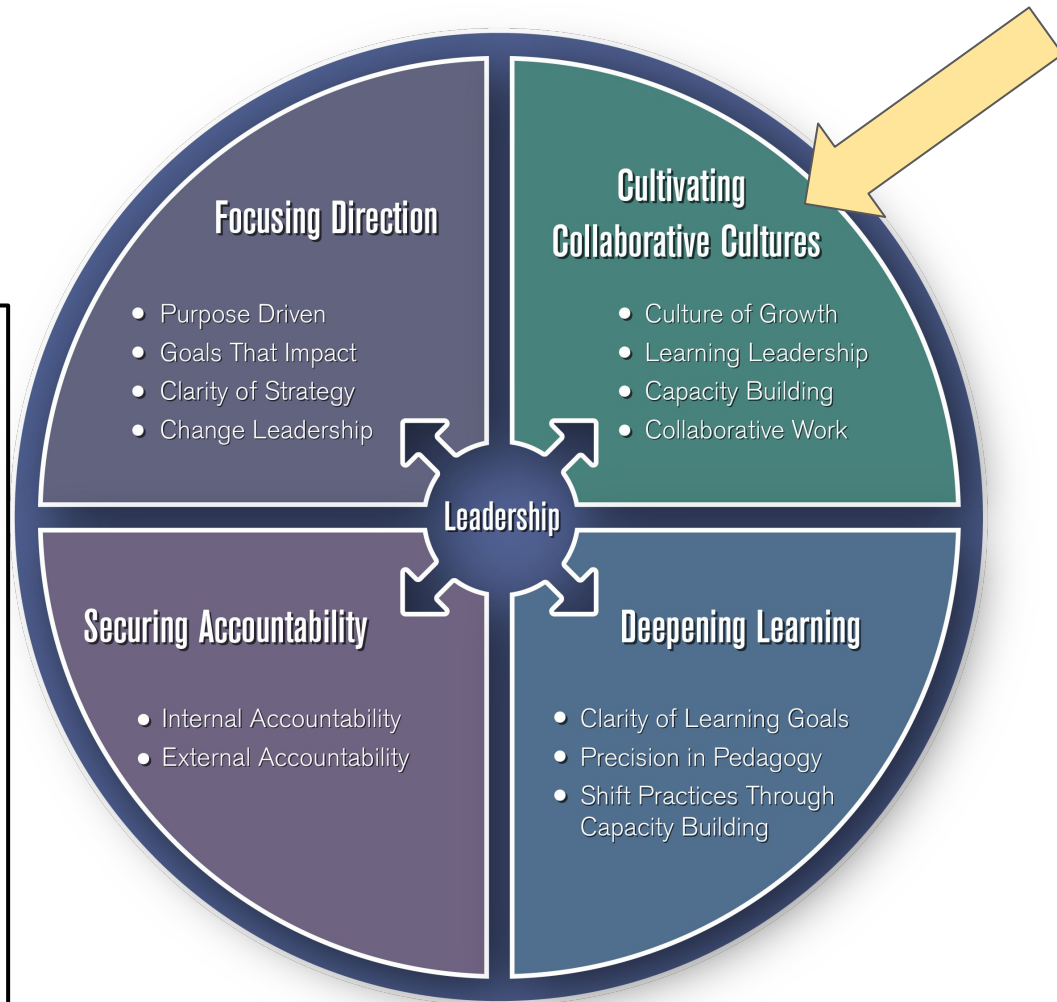 Focusing Direction
• Purpose Driven
• Goals That Impact
• Clarity of Strategy
• Change Leadership
Cultivating
Collaborative Cultures
• Culture of Growth
• Learning Leadership
• Capacity Building
• Collaborative Work
Leadership
Securing Accountability
• Internal Accountability
• External Accountability
Deepening Learning
• Clarity of Learning Goals
• Precision in Pedagogy
• Shift Practices Through
Capacity Building